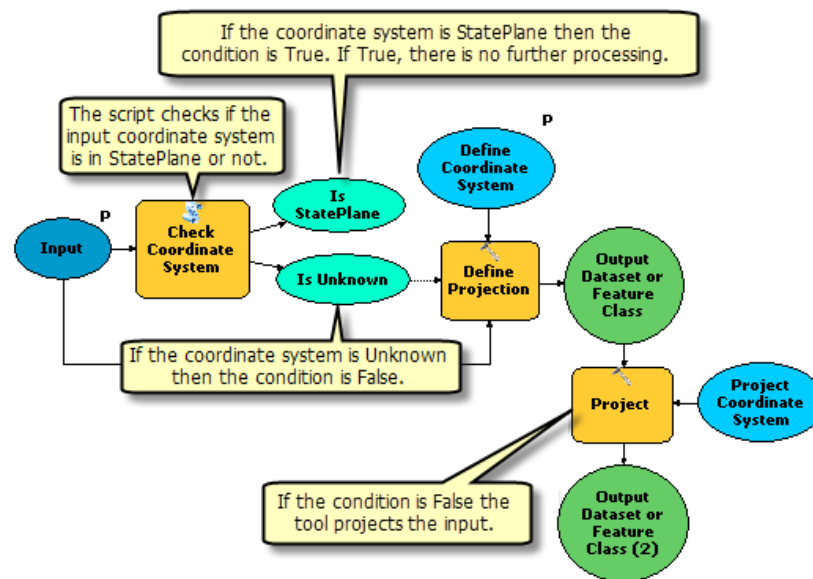 If the coordinate system is StatePlane then the
condition is True. If True, there is no further processing.
The script checks if the
input coordinate system
is in StatePlane or not.
P
Define
Coordinate
System
Is
StatePlane
P
Input
Check
Coordinate
System
Is Unknown
Define
Projection
Output
Dataset or
Feature
Class
If the coordinate system is Unknown
then the condition is False.
Project
Project
Coordinate
System
If the condition is False the
tool projects the input.
Output
Dataset or
Feature
Class (2)